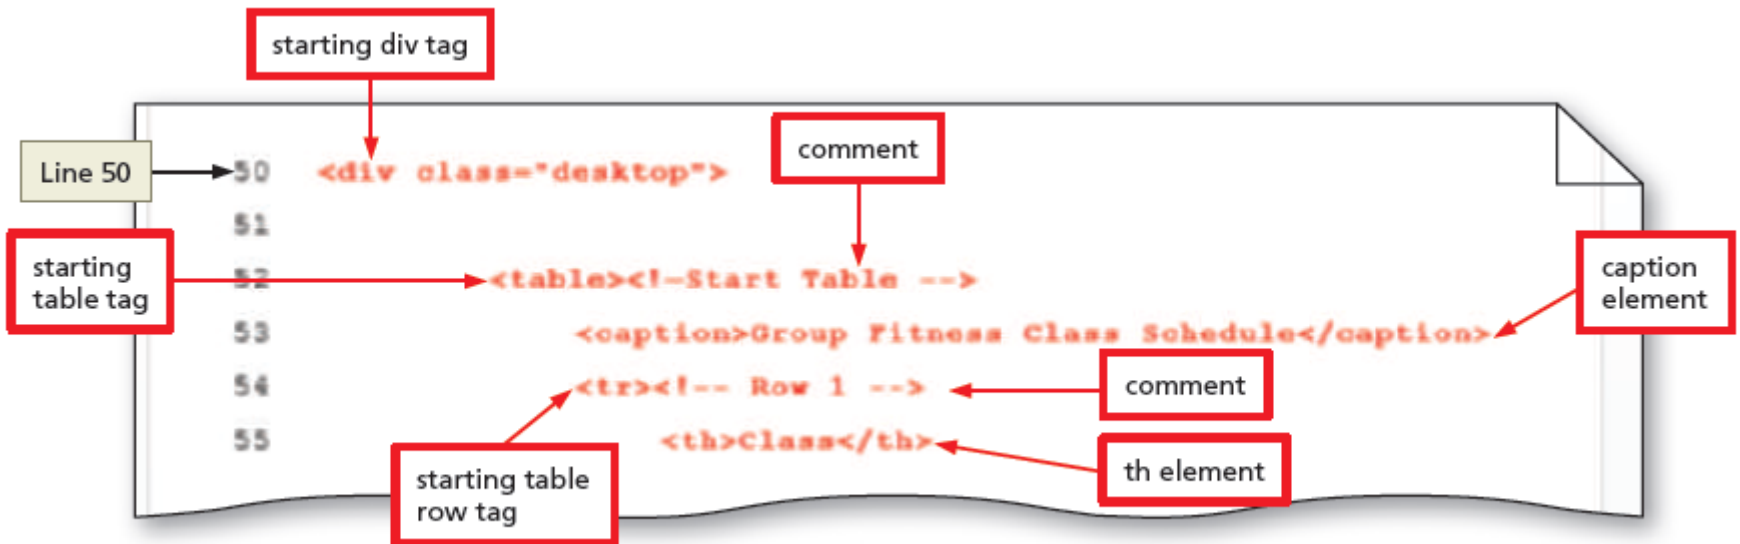 starting div tag
comment
Line 50
50 <div class="desktop">
51
starting
table tag
52 <table><!—Start Table -->
caption
element
53 <caption>Group Fitness Class Schedule</caption>
54 <tr><!-- Row 1 -->
comment
55 <th>Class</th>
th element
starting table
row tag